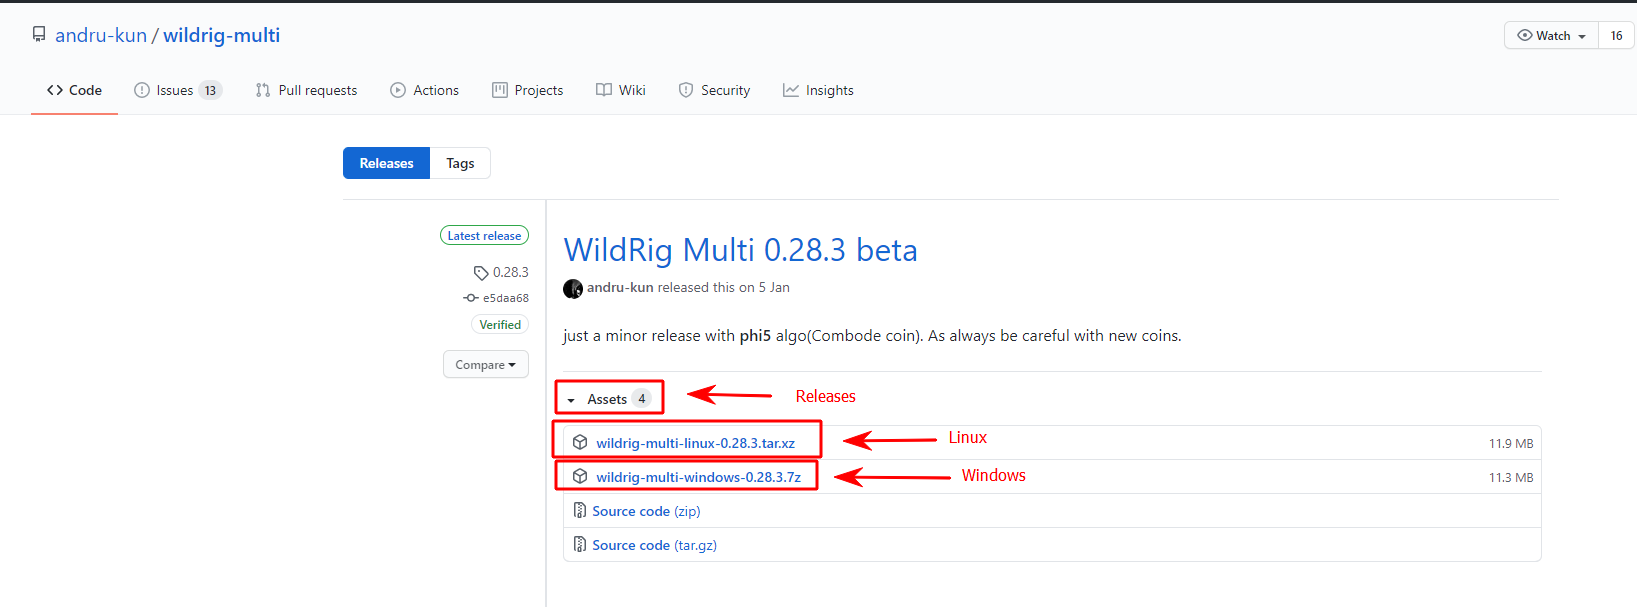 andru-kun / wildrig-multi
Watch 16
Code Issues 13 Pull requests Actions Projects Wiki Security Insights
Releases Tags
Latest release
0.28.3
e5daa68
Verified
Compare
WildRig Multi 0.28.3 beta
andru-kun released this on 5 Jan
just a minor release with phi5 algo(Combode coin). As always be careful with new coins.
Assets 4 Releases
wildrig-multi-linux-0.28.3.tar.xz Linux 11.9 MB
wildrig-multi-windows-0.28.3.7z Windows 11.3 MB
Source code (zip)
Source code (tar.gz)